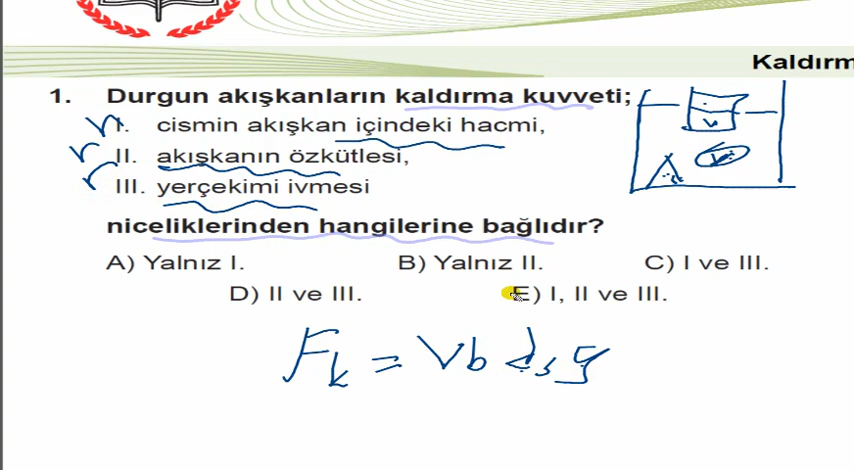 Kaldırm
1. Durgun akışkanların kaldırma kuvveti;
I. cismin akışkan içindeki hacmi,
II. akışkanın özkütlesi,
III. yerçekimi ivmesi
niceliklerinden hangilerine bağlıdır?
A) Yalnız I. B) Yalnız II. C) I ve III.
D) II ve III. E) I, II ve III.
Fk = Vb ds g